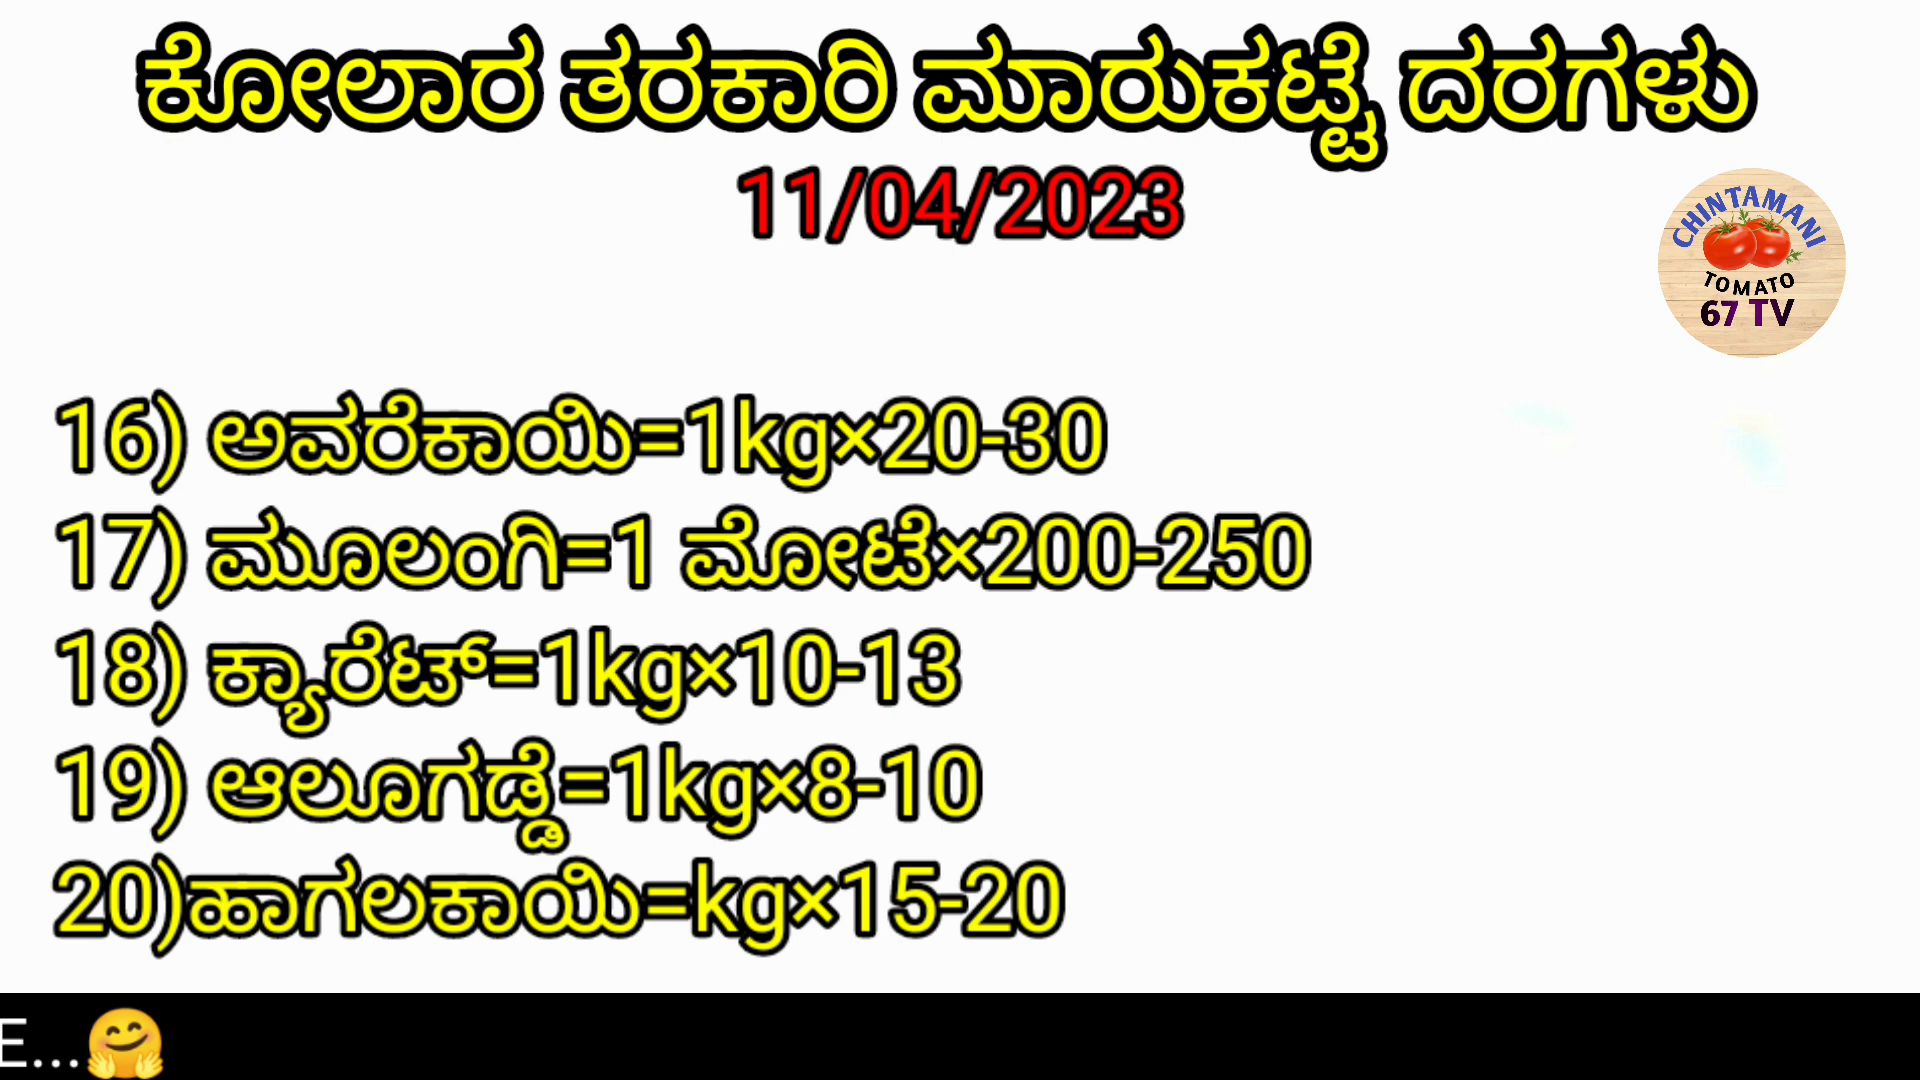 ಕೋಲಾರ ತರಕಾರಿ ಮಾರುಕಟ್ಟೆ ದರಗಳು
11/04/2023
CHINTAMANI
TOMATO
67 TV
16) ಅವರೆಕಾಯಿ=1kg×20-30
17) ಮೂಲಂಗಿ=1 ಮೋಟೆ×200-250
18) ಕ್ಯಾರೆಟ್=1kg×10-13
19) ಆಲೂಗಡ್ಡೆ=1kg×8-10
20)ಹಾಗಲಕಾಯಿ=kg×15-20
E...🤗